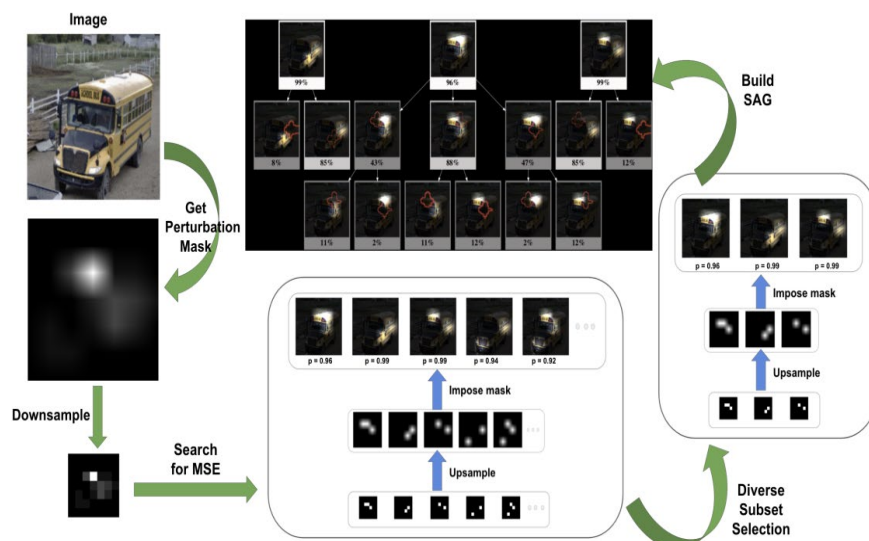 Image
SCHOOL BUS
99%
96%
99%
8%
85%
43%
88%
47%
85%
12%
11%
2%
11%
12%
2%
12%
Build
SAG
Get
Perturbation
Mask
p = 0.96
p = 0.99
p = 0.99
Impose mask
Upsample
p = 0.96
p = 0.99
p = 0.99
p = 0.94
p = 0.92
Impose mask
Upsample
Downsample
Search
for MSE
Diverse
Subset
Selection